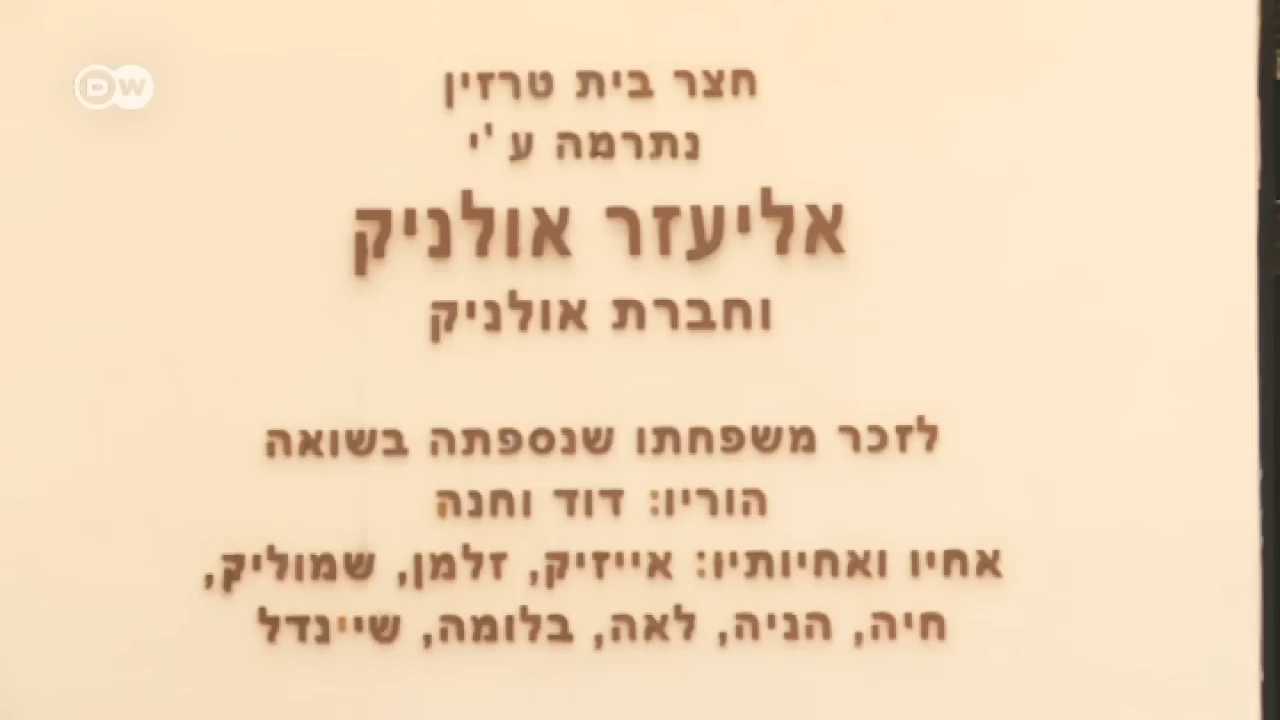 DW
חצר בית טרזין
נתרמה ע'י
אליעזר אולניק
וחברת אולניק
לזכר משפחתו שנספתה בשואה
הוריו: דוד וחנה
אחיו ואחיותיו: אייזיק, זלמן, שמוליק,
חיה, הניה, לאה, בלומה, שיינדל